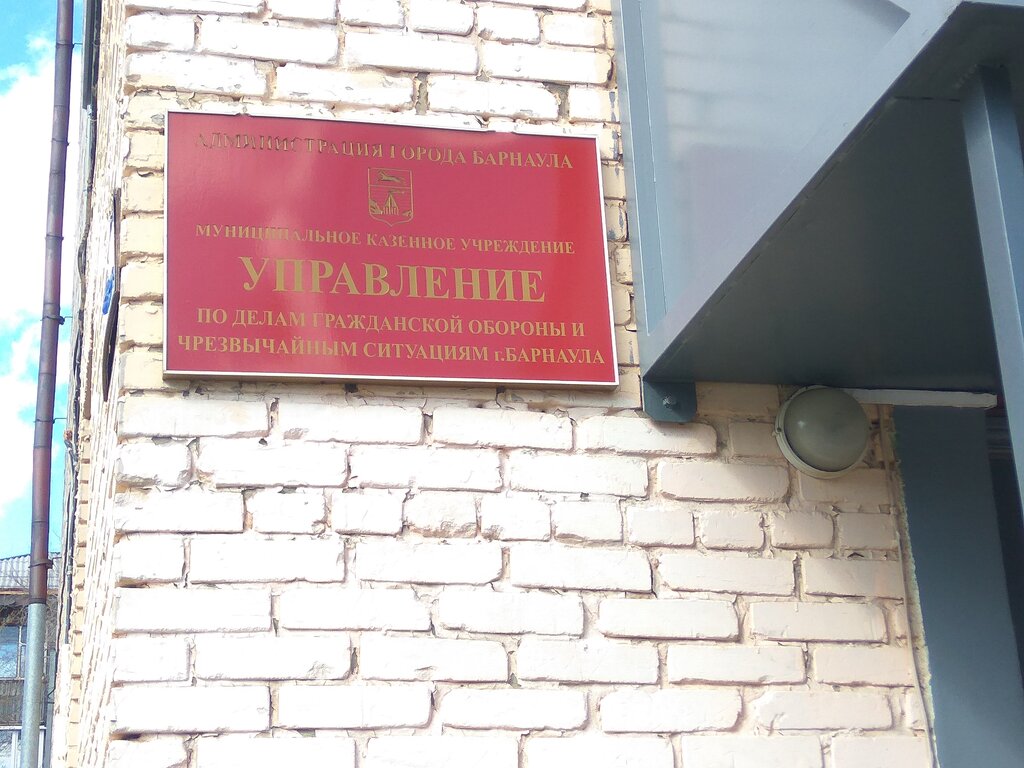 АДМИНИСТРАЦИЯ ГОРОДА БАРНАУЛА
МУНИЦИПАЛЬНОЕ КАЗЕННОЕ УЧРЕЖДЕНИЕ
УПРАВЛЕНИЕ
ПО ДЕЛАМ ГРАЖДАНСКОЙ ОБОРОНЫ И
ЧРЕЗВЫЧАЙНЫМ СИТУАЦИЯМ г.БАРНАУЛА